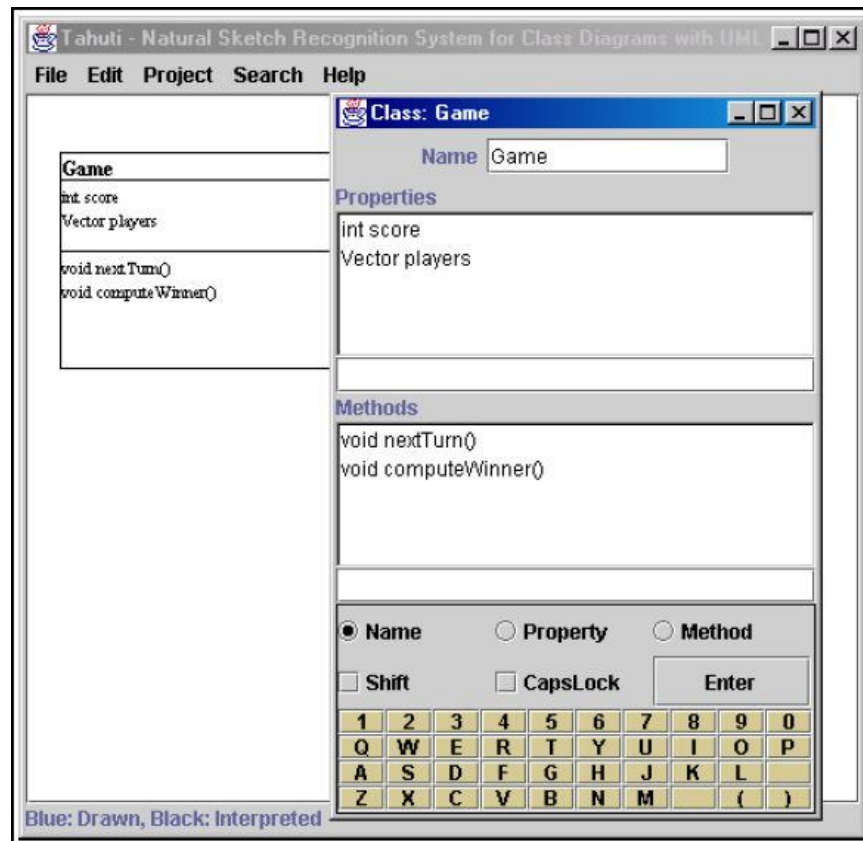 Tahuti - Natural Sketch Recognition System for Class Diagrams with UML
File Edit Project Search Help
Game
int score
Vector players
void nextTurn()
void computeWinner()
Class: Game
Name Game
Properties
int score
Vector players
Methods
void nextTurn()
void computeWinner()
Name Property Method
Shift CapsLock Enter
1 2 3 4 5 6 7 8 9 0
Q W E R T Y U I O P
A S D F G H J K L
Z X C V B N M ( )
Blue: Drawn, Black: Interpreted